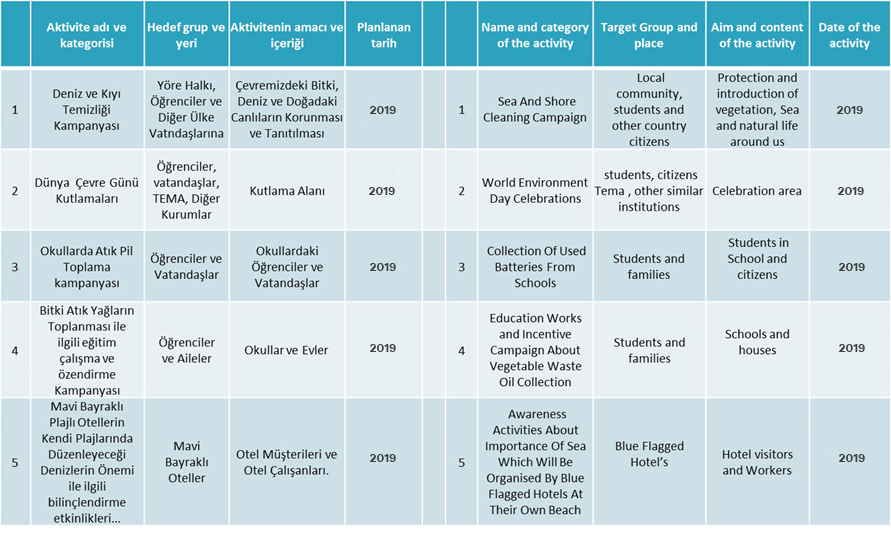 Aktivite adı ve
kategorisi
Hedef grup ve
yeri
Aktivitenin amacı ve
içeriği
Planlanan
tarih
Name and category
of the activity
Target Group and
place
Aim and content
of the activity
Date of the
activity
1
Deniz ve Kıyı
Temizliği
Kampanyası
Yöre Halkı,
Öğrenciler ve
Diğer Ülke
Vatndaşlarına
Çevremizdeki Bitki,
Deniz ve Doğadaki
Canlıların Korunması
ve Tanıtılması
2019
1
Sea And Shore
Cleaning Campaign
Local
community,
students and
other country
citizens
Protection and
introduction of
vegetation, Sea
and natural life
around us
2019
2
Dünya Çevre Günü
Kutlamaları
Öğrenciler,
vatandaşlar,
TEMA, Diğer
Kurumlar
Kutlama Alanı
2019
2
World Environment
Day Celebrations
students, citizens
Tema , other similar
institutions
Celebration area
2019
3
Okullarda Atık Pil
Toplama
kampanyası
Öğrenciler ve
Vatandaşlar
Okullardaki
Öğrenciler ve
Vatandaşlar
2019
3
Collection Of Used
Batteries From
Schools
Students and
families
Students in
School and
citizens
2019
4
Bitki Atık Yağların
Toplanması ile
ilgili eğitim
çalışma ve
özendirme
Kampanyası
Öğrenciler
ve Aileler
Okullar ve Evler
2019
4
Education Works
and Incentive
Campaign About
Vegetable Waste
Oil Collection
Students and
families
Schools and
houses
2019
5
Mavi Bayraklı
Plajlı Otellerin
Kendi Plajlarında
Düzenleyeceği
Denizlerin Önemi
ile ilgili
bilinçlendirme
etkinlikleri...
Mavi
Bayraklı
Oteller
Otel Müşterileri ve
Otel Çalışanları.
2019
5
Awareness
Activities About
Importance Of Sea
Which Will Be
Organised By Blue
Flagged Hotels At
Their Own Beach
Blue Flagged
Hotel’s
Hotel visitors
and Workers
2019